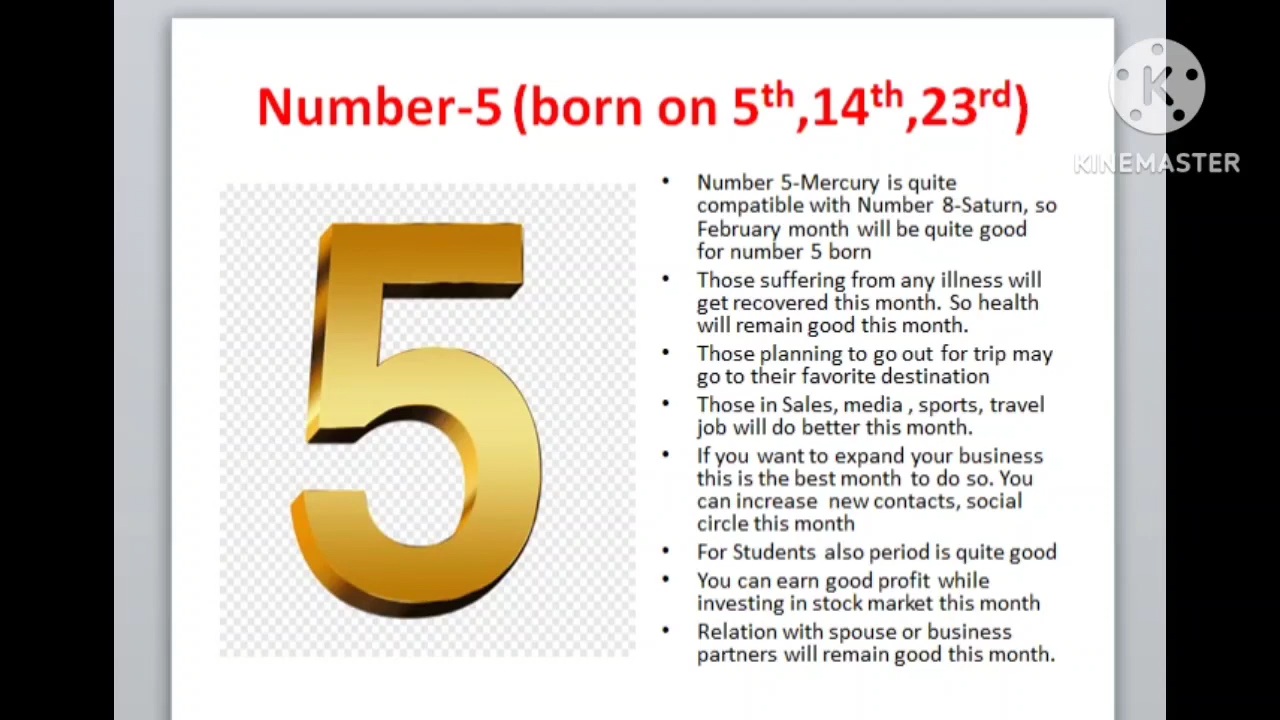 Number-5 (born on 5th,14th,23rd)
KINEMASTER
5
• Number 5-Mercury is quite
compatible with Number 8-Saturn, so
February month will be quite good
for number 5 born
• Those suffering from any illness will
get recovered this month. So health
will remain good this month.
• Those planning to go out for trip may
go to their favorite destination
• Those in Sales, media , sports, travel
job will do better this month.
• If you want to expand your business
this is the best month to do so. You
can increase new contacts, social
circle this month
• For Students also period is quite good
• You can earn good profit while
investing in stock market this month
• Relation with spouse or business
partners will remain good this month.